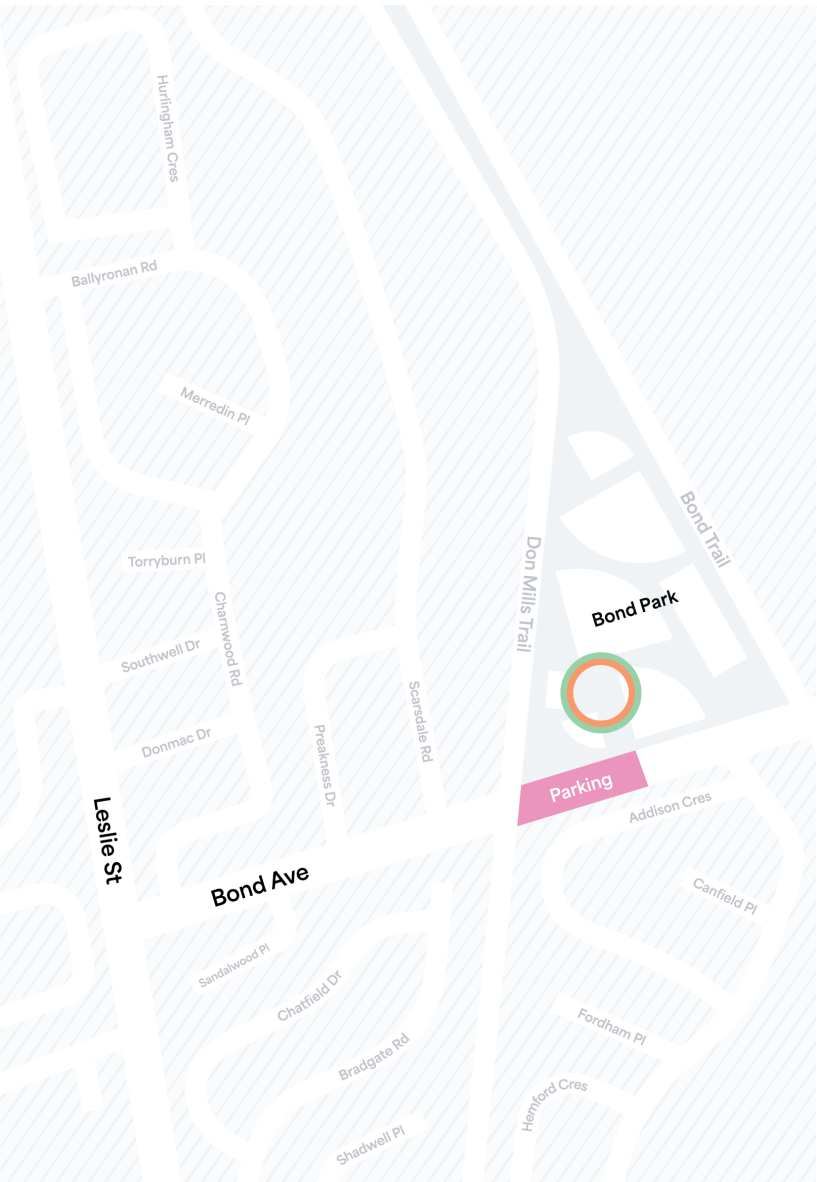 Hurlingham Cres
Ballyronan Rd
Merredin Pl
Bond Trail
Don Mills Trail
Torryburn Pl
Bond Park
Charnwood Rd
Southwell Dr
Scarsdale Rd
Donmac Dr
Preakness Dr
Parking
Addison Cres
Leslie St
Bond Ave
Canfield Pl
Sandalwood Pl
Chatfield Dr
Fordham Pl
Bradgate Rd
Hemford Cres
Shadwell Pl